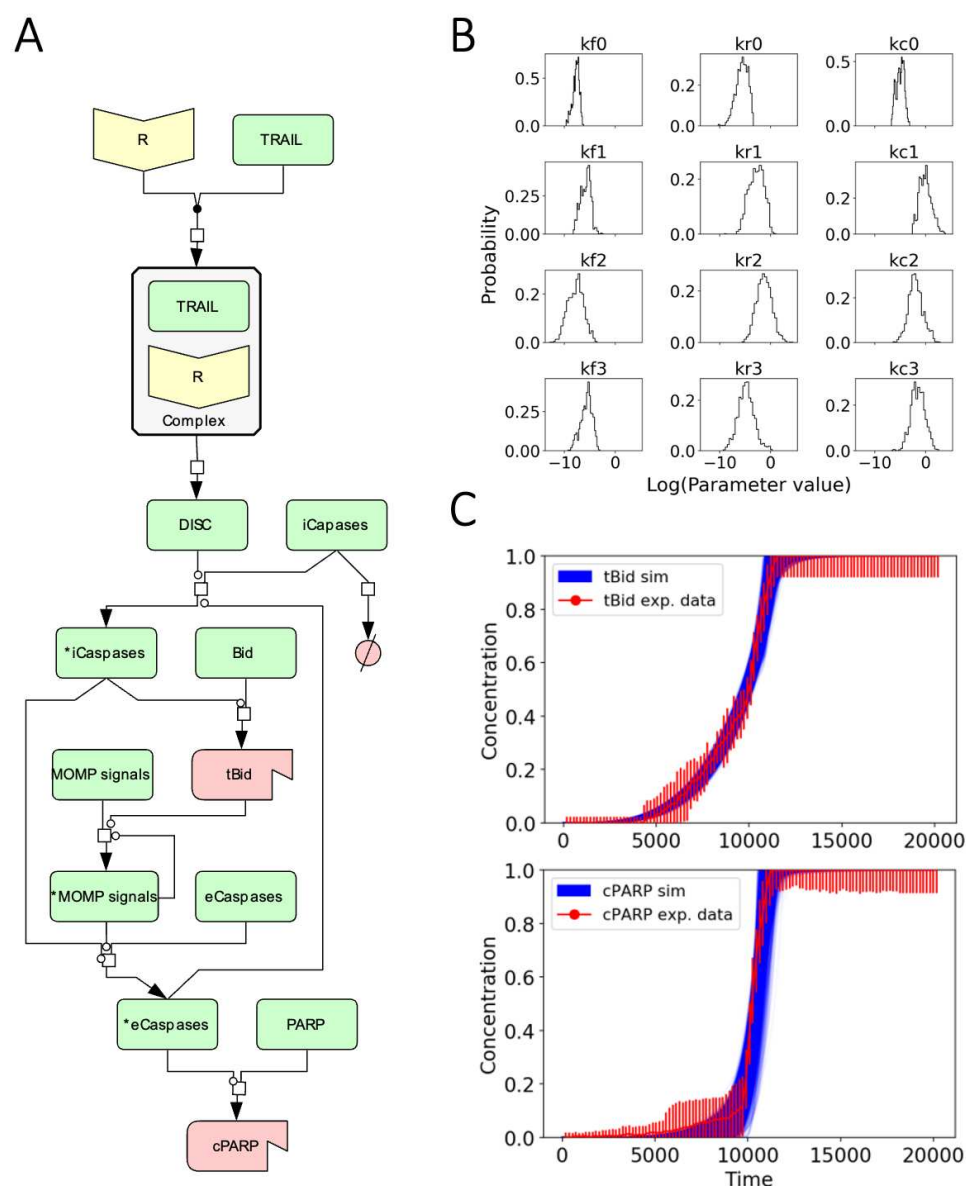 A
R
TRAIL
TRAIL
R
Complex
DISC
iCapases
*iCaspases
Bid
MOMP signals
tBid
*MOMP signals
eCaspases
*eCaspases
PARP
cPARP
B
kf0
kr0
kc0
0.5
0.0
0.2
0.0
0.5
0.0
kf1
kr1
kc1
0.25
0.00
0.2
0.0
0.25
0.00
kf2
kr2
kc2
0.2
0.0
0.2
0.0
0.2
0.0
kf3
kr3
kc3
0.25
0.00
0.2
0.0
0.2
0.0
−10 0
−10 0
−10 0
Probability
Log(Parameter value)
C
1.0
0.8
0.6
0.4
0.2
0.0
Concentration
tBid sim
tBid exp. data
0 5000 10000 15000 20000
1.0
0.8
0.6
0.4
0.2
0.0
Concentration
cPARP sim
cPARP exp. data
0 5000 10000 15000 20000
Time